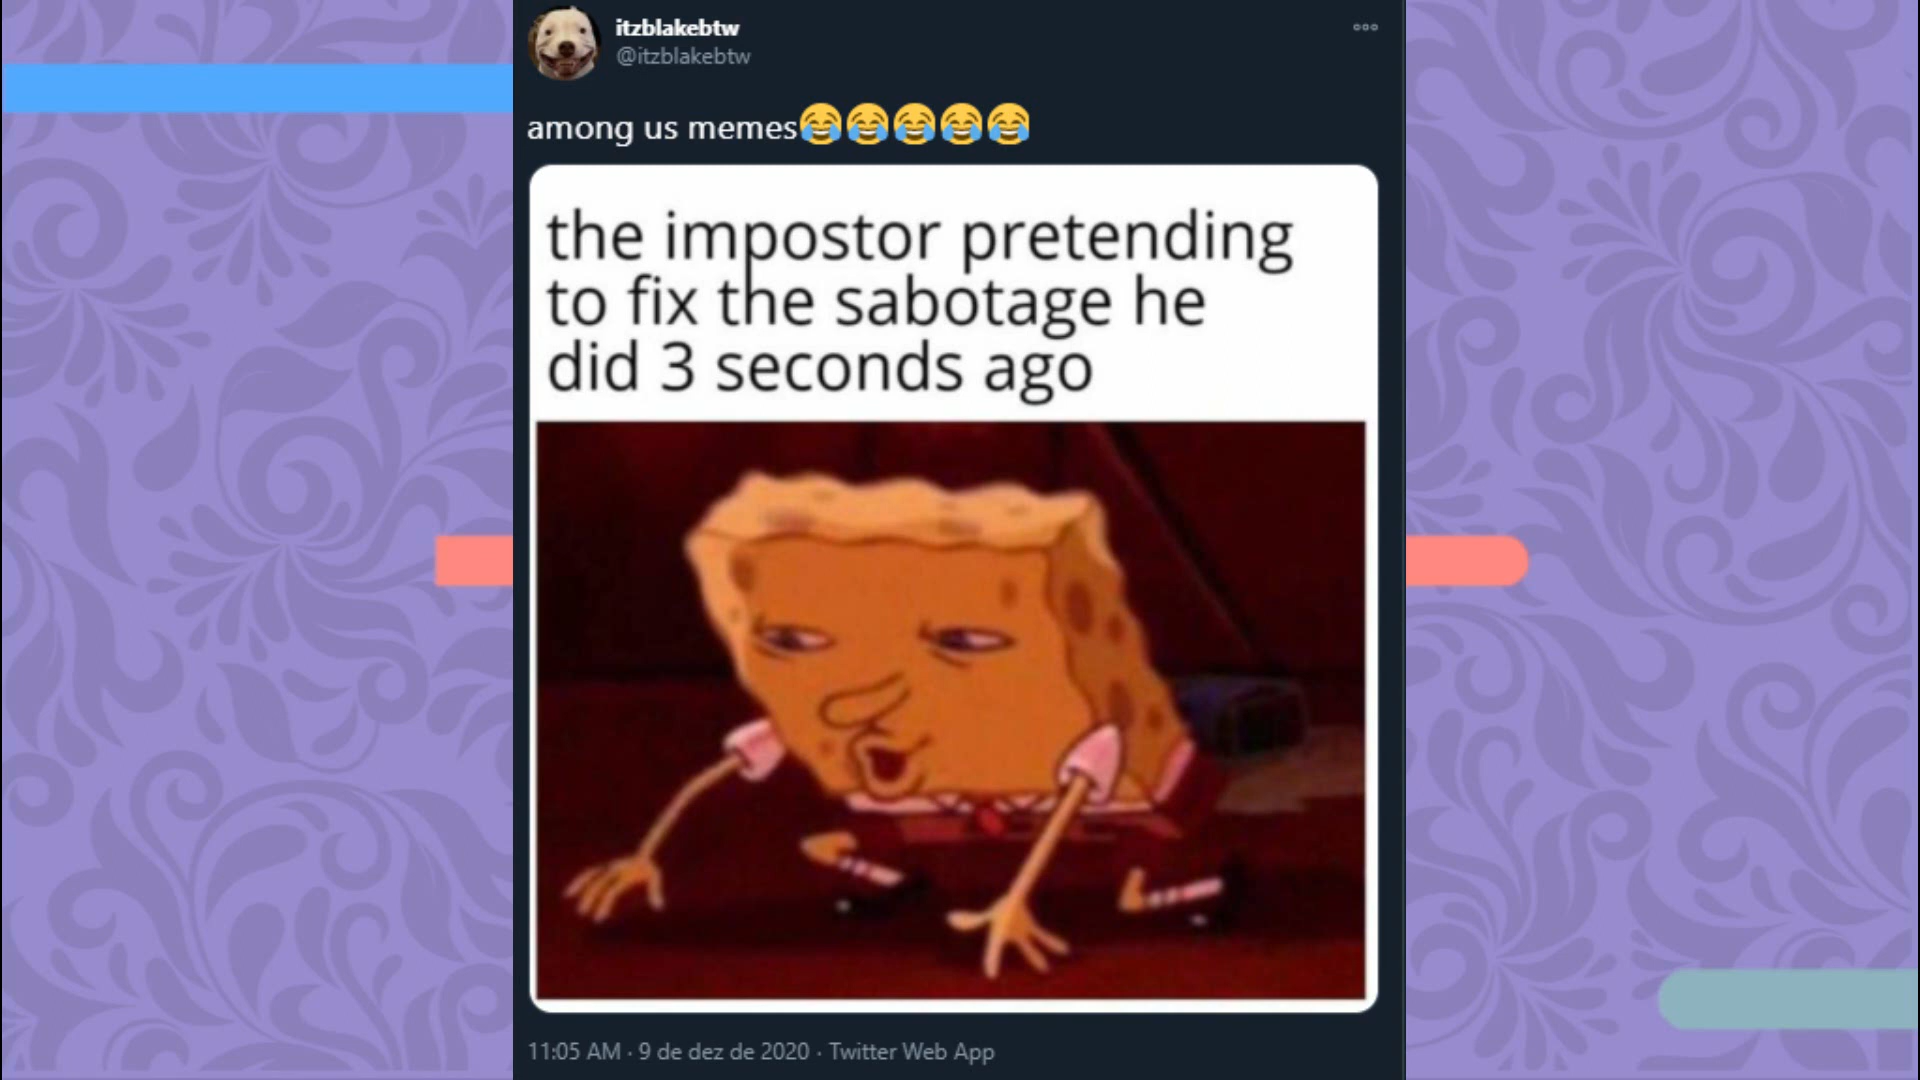 itzblakebtw
@itzblakebtw
among us memes😂😂😂😂😂
the impostor pretending
to fix the sabotage he
did 3 seconds ago
11:05 AM · 9 de dez de 2020 · Twitter Web App